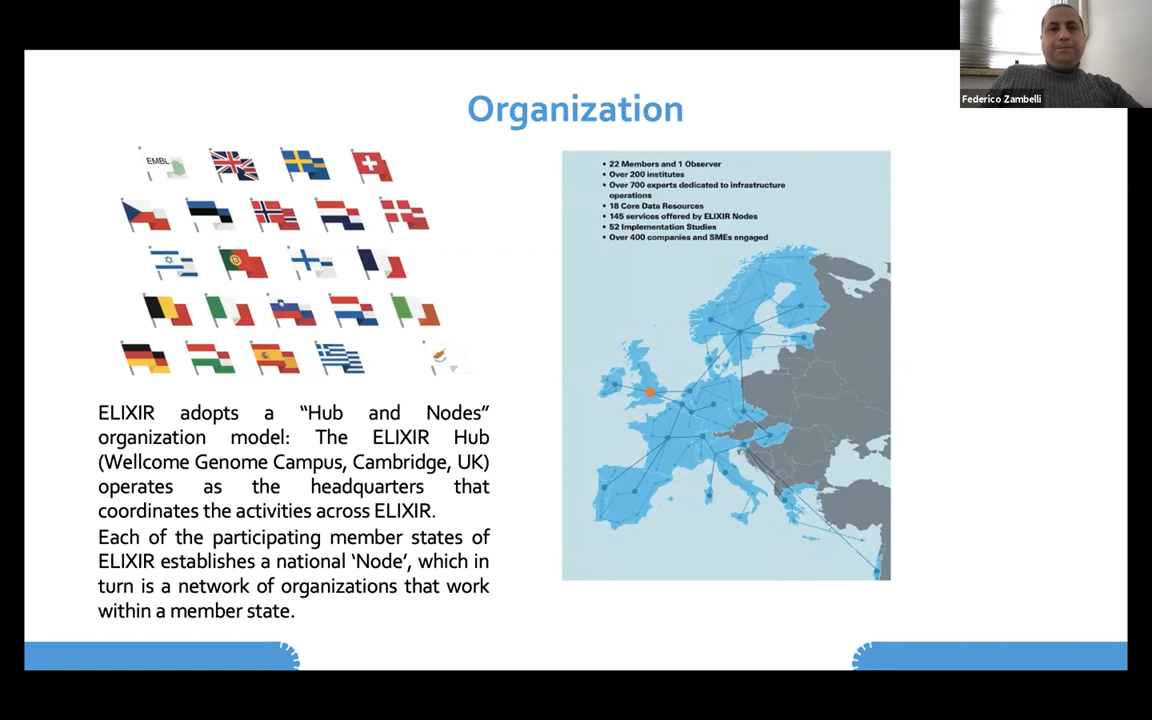 Federico Zambelli
Organization
EMBL
• 22 Members and 1 Observer
• Over 200 institutes
• Over 700 experts dedicated to infrastructure
operations
• 18 Core Data Resources
• 145 services offered by ELIXIR Nodes
• 52 Implementation Studies
• Over 400 companies and SMEs engaged
ELIXIR adopts a “Hub and Nodes”
organization model: The ELIXIR Hub
(Wellcome Genome Campus, Cambridge, UK)
operates as the headquarters that
coordinates the activities across ELIXIR.
Each of the participating member states of
ELIXIR establishes a national ‘Node’, which in
turn is a network of organizations that work
within a member state.